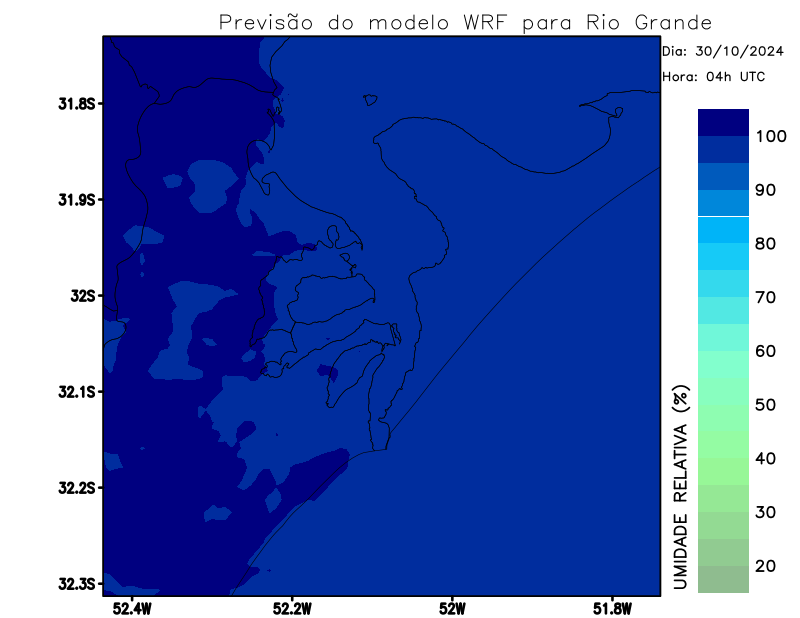 Previsão do modelo WRF para Rio Grande
Dia: 30/10/2024
Hora: 04h UTC
31.8S
31.9S
32S
32.1S
32.2S
32.3S
52.4W
52.2W
52W
51.8W
100
90
80
70
60
50
40
30
20
UMIDADE RELATIVA (%)